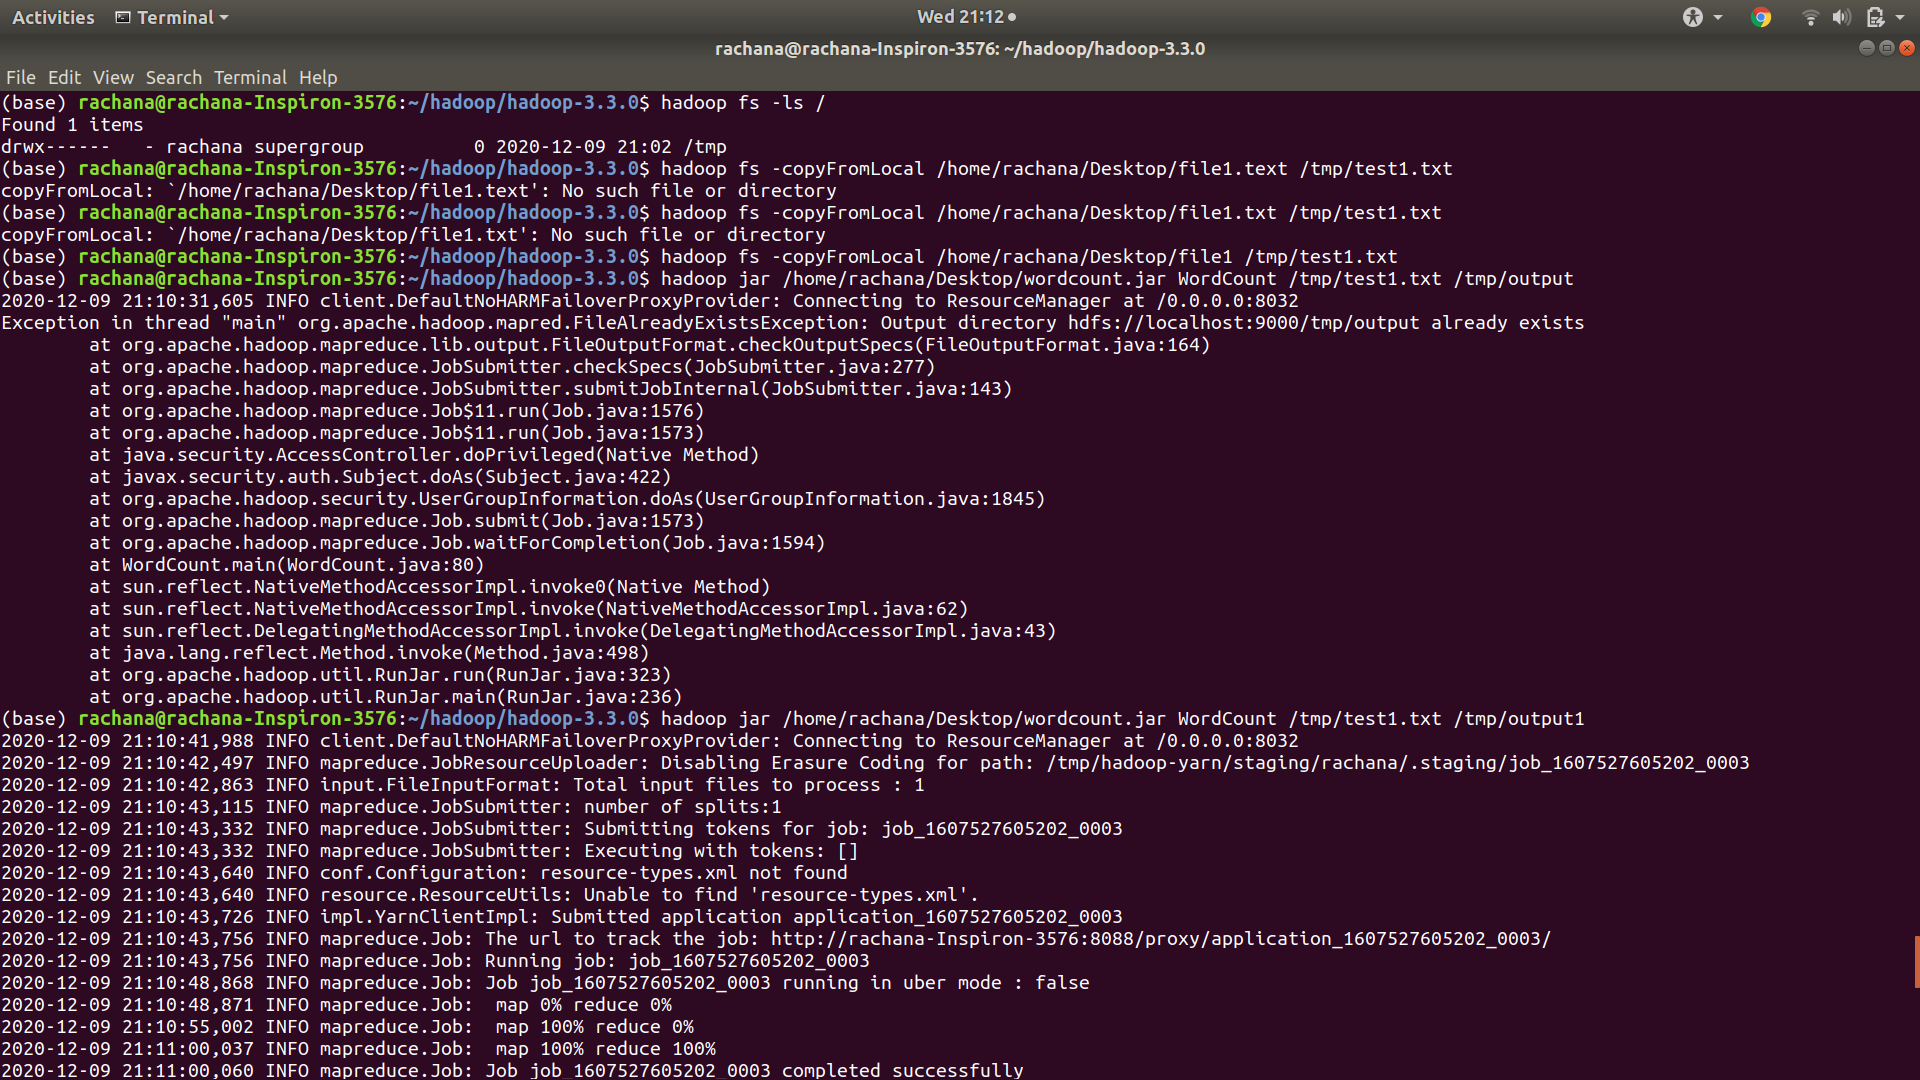 Activities Terminal Wed 21:12
rachana@rachana-Inspiron-3576: ~/hadoop/hadoop-3.3.0
File Edit View Search Terminal Help
(base) rachana@rachana-Inspiron-3576:~/hadoop/hadoop-3.3.0$ hadoop fs -ls /
Found 1 items
drwx------   - rachana supergroup          0 2020-12-09 21:02 /tmp
(base) rachana@rachana-Inspiron-3576:~/hadoop/hadoop-3.3.0$ hadoop fs -copyFromLocal /home/rachana/Desktop/file1.text /tmp/test1.txt
copyFromLocal: `/home/rachana/Desktop/file1.text': No such file or directory
(base) rachana@rachana-Inspiron-3576:~/hadoop/hadoop-3.3.0$ hadoop fs -copyFromLocal /home/rachana/Desktop/file1.txt /tmp/test1.txt
copyFromLocal: `/home/rachana/Desktop/file1.txt': No such file or directory
(base) rachana@rachana-Inspiron-3576:~/hadoop/hadoop-3.3.0$ hadoop fs -copyFromLocal /home/rachana/Desktop/file1 /tmp/test1.txt
(base) rachana@rachana-Inspiron-3576:~/hadoop/hadoop-3.3.0$ hadoop jar /home/rachana/Desktop/wordcount.jar WordCount /tmp/test1.txt /tmp/output
2020-12-09 21:10:31,605 INFO client.DefaultNoHARMFailoverProxyProvider: Connecting to ResourceManager at /0.0.0.0:8032
Exception in thread "main" org.apache.hadoop.mapred.FileAlreadyExistsException: Output directory hdfs://localhost:9000/tmp/output already exists
        at org.apache.hadoop.mapreduce.lib.output.FileOutputFormat.checkOutputSpecs(FileOutputFormat.java:164)
        at org.apache.hadoop.mapreduce.JobSubmitter.checkSpecs(JobSubmitter.java:277)
        at org.apache.hadoop.mapreduce.JobSubmitter.submitJobInternal(JobSubmitter.java:143)
        at org.apache.hadoop.mapreduce.Job$11.run(Job.java:1576)
        at org.apache.hadoop.mapreduce.Job$11.run(Job.java:1573)
        at java.security.AccessController.doPrivileged(Native Method)
        at javax.security.auth.Subject.doAs(Subject.java:422)
        at org.apache.hadoop.security.UserGroupInformation.doAs(UserGroupInformation.java:1845)
        at org.apache.hadoop.mapreduce.Job.submit(Job.java:1573)
        at org.apache.hadoop.mapreduce.Job.waitForCompletion(Job.java:1594)
        at WordCount.main(WordCount.java:80)
        at sun.reflect.NativeMethodAccessorImpl.invoke0(Native Method)
        at sun.reflect.NativeMethodAccessorImpl.invoke(NativeMethodAccessorImpl.java:62)
        at sun.reflect.DelegatingMethodAccessorImpl.invoke(DelegatingMethodAccessorImpl.java:43)
        at java.lang.reflect.Method.invoke(Method.java:498)
        at org.apache.hadoop.util.RunJar.run(RunJar.java:323)
        at org.apache.hadoop.util.RunJar.main(RunJar.java:236)
(base) rachana@rachana-Inspiron-3576:~/hadoop/hadoop-3.3.0$ hadoop jar /home/rachana/Desktop/wordcount.jar WordCount /tmp/test1.txt /tmp/output1
2020-12-09 21:10:41,988 INFO client.DefaultNoHARMFailoverProxyProvider: Connecting to ResourceManager at /0.0.0.0:8032
2020-12-09 21:10:42,497 INFO mapreduce.JobResourceUploader: Disabling Erasure Coding for path: /tmp/hadoop-yarn/staging/rachana/.staging/job_1607527605202_0003
2020-12-09 21:10:42,863 INFO input.FileInputFormat: Total input files to process : 1
2020-12-09 21:10:43,115 INFO mapreduce.JobSubmitter: number of splits:1
2020-12-09 21:10:43,332 INFO mapreduce.JobSubmitter: Submitting tokens for job: job_1607527605202_0003
2020-12-09 21:10:43,332 INFO mapreduce.JobSubmitter: Executing with tokens: []
2020-12-09 21:10:43,640 INFO conf.Configuration: resource-types.xml not found
2020-12-09 21:10:43,640 INFO resource.ResourceUtils: Unable to find 'resource-types.xml'.
2020-12-09 21:10:43,726 INFO impl.YarnClientImpl: Submitted application application_1607527605202_0003
2020-12-09 21:10:43,756 INFO mapreduce.Job: The url to track the job: http://rachana-Inspiron-3576:8088/proxy/application_1607527605202_0003/
2020-12-09 21:10:43,756 INFO mapreduce.Job: Running job: job_1607527605202_0003
2020-12-09 21:10:48,868 INFO mapreduce.Job: Job job_1607527605202_0003 running in uber mode : false
2020-12-09 21:10:48,871 INFO mapreduce.Job:  map 0% reduce 0%
2020-12-09 21:10:55,002 INFO mapreduce.Job:  map 100% reduce 0%
2020-12-09 21:11:00,037 INFO mapreduce.Job:  map 100% reduce 100%
2020-12-09 21:11:00,060 INFO mapreduce.Job: Job job_1607527605202_0003 completed successfully